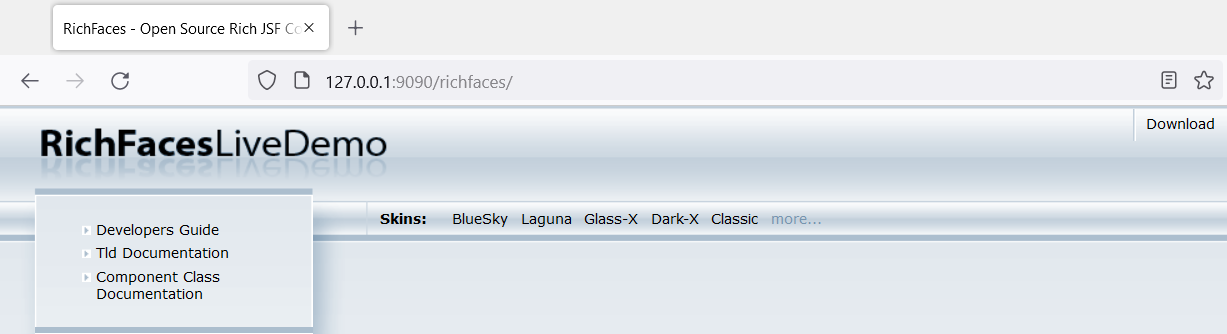 RichFaces - Open Source Rich JSF Co
127.0.0.1:9090/richfaces/
Download
RichFacesLiveDemo
Skins: BlueSky Laguna Glass-X Dark-X Classic more...
Developers Guide
Tld Documentation
Component Class
Documentation